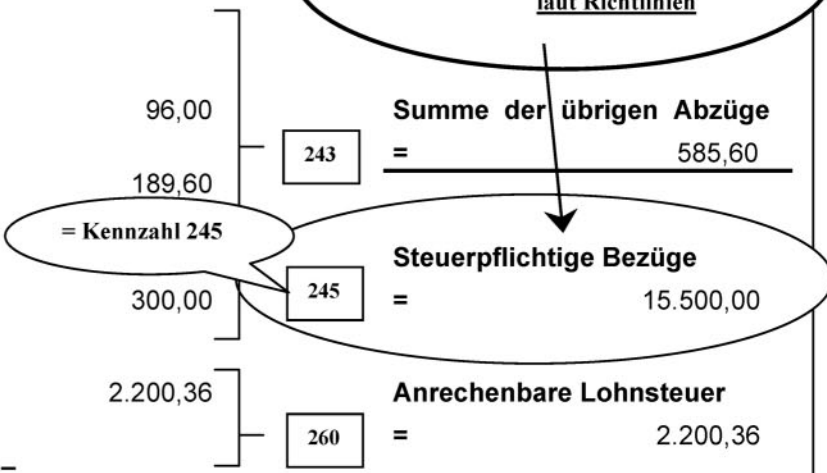 laut Richtlinien
96,00
Summe der übrigen Abzüge
243
= 585,60
189,60
= Kennzahl 245
Steuerpflichtige Bezüge
300,00
245
= 15.500,00
2.200,36
Anrechenbare Lohnsteuer
260
= 2.200,36